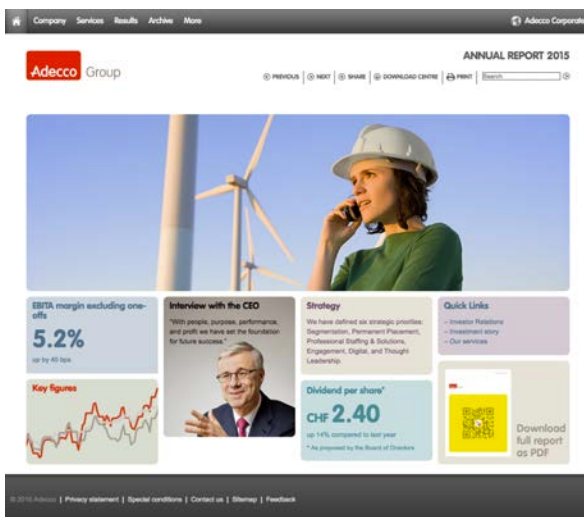 Company Services Results Archive More
Adecco Corporate
Adecco Group
ANNUAL REPORT 2015
PREVIOUS NEXT SHARE DOWNLOAD CENTRE PRINT Search
EBITA margin excluding one-
offs
5.2%
up by 40 bps
Key figures
Interview with the CEO
"With people, purpose, performance,
and profit we have set the foundation
for future success."
Strategy
We have defined six strategic priorities:
Segmentation, Permanent Placement,
Professional Staffing & Solutions,
Engagement, Digital, and Thought
Leadership.
Dividend per share*
CHF 2.40
up 14% compared to last year
* As proposed by the Board of Directors
Quick Links
– Investor Relations
– Investment story
– Our services
Download
full report
as PDF
| Privacy statement | Special conditions | Contact us | Sitemap | Feedback